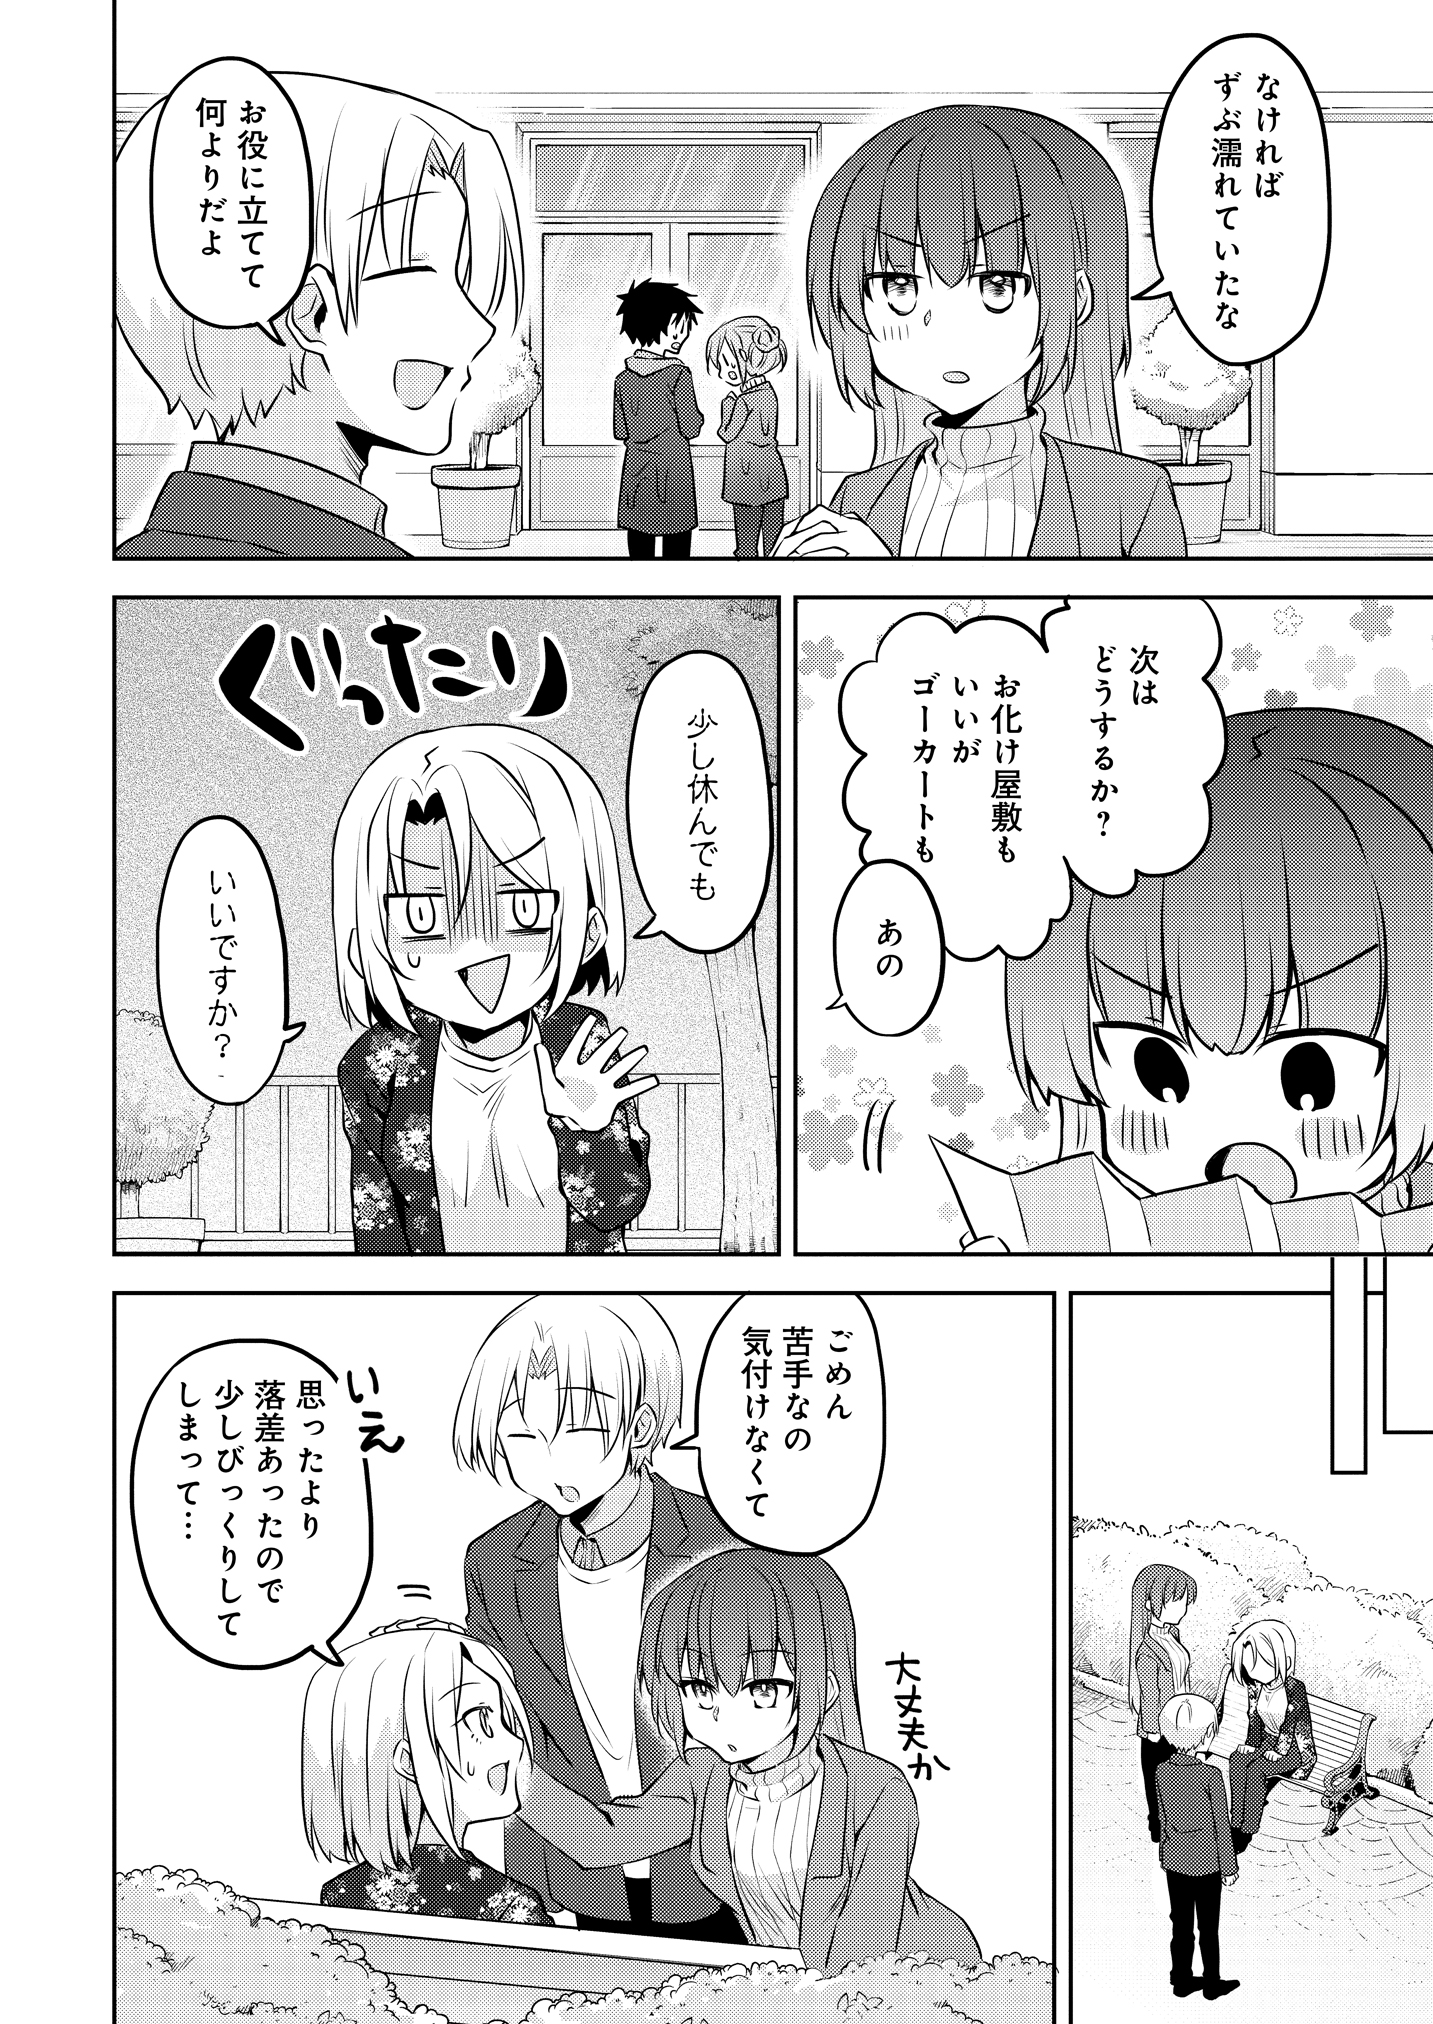 なければ
ずぶ濡れていたな
お役に立てて
何よりだよ
次は
どうするか？
お化け屋敷も
いいが
ゴーカートも
あの
少し休んでも
いいですか？
ぐったり
ごめん
苦手なの
気付けなくて
大丈夫か
いえ
思ったより
落差あったので
少しびっくりして
しまって…